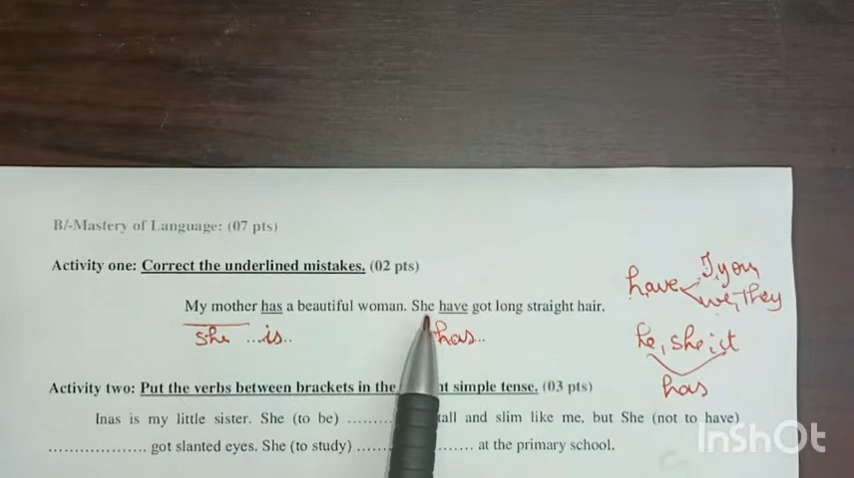 B/-Mastery of Language: (07 pts)
Activity one: Correct the underlined mistakes. (02 pts)
have I, you
we, They
My mother has a beautiful woman. She have got long straight hair.
she ...is.. has..
he, she, it
has
Activity two: Put the verbs between brackets in the nt simple tense. (03 pts)
Inas is my little sister. She (to be) ......... tall and slim like me, but She (not to have)
.................. got slanted eyes. She (to study) ...... ....... at the primary school.
InShOt